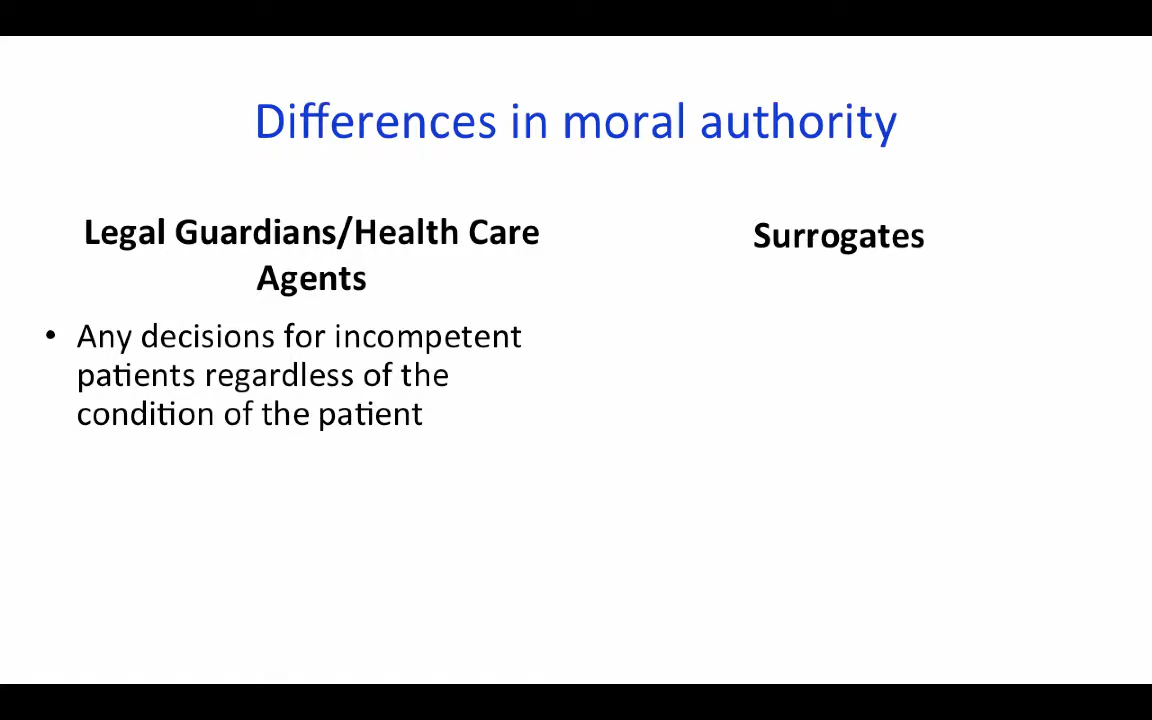 Differences in moral authority
Legal Guardians/Health Care
Agents
• Any decisions for incompetent
patients regardless of the
condition of the patient
Surrogates